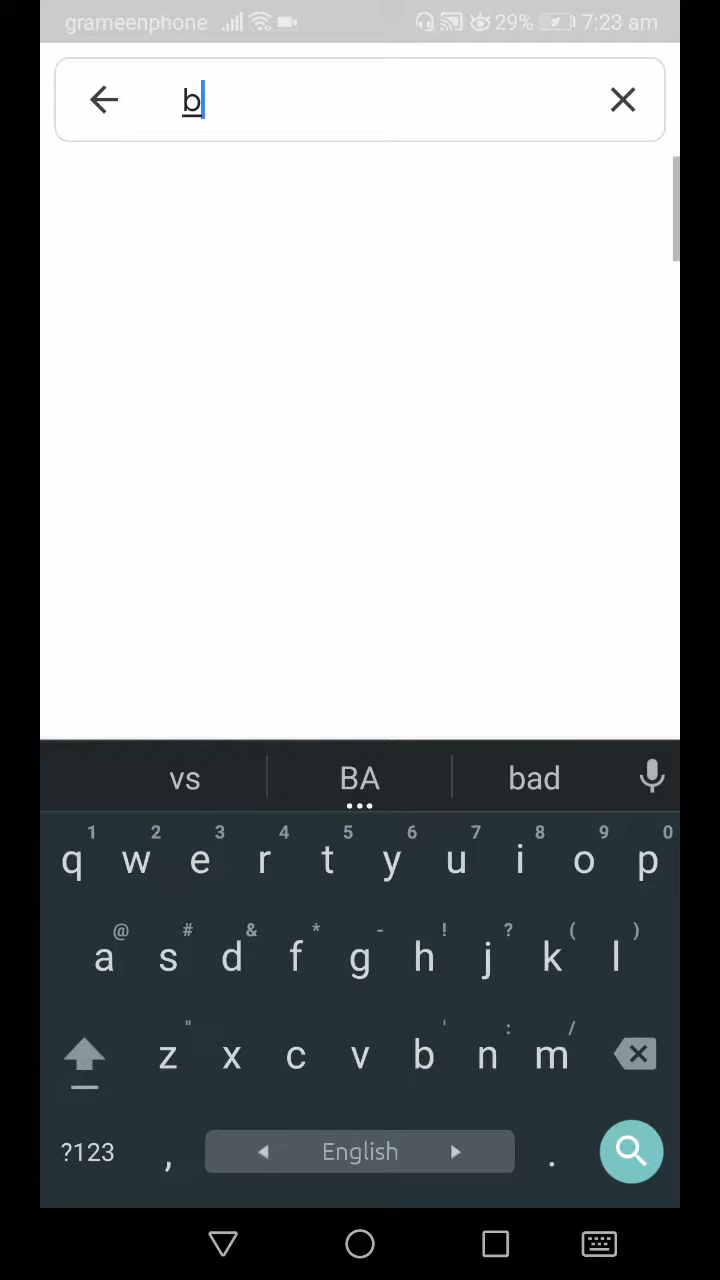 grameenphone 29% 7:23 am
b
vs BA bad
1 2 3 4 5 6 7 8 9 0
q w e r t y u i o p
@ # & * - ! ? ( )
a s d f g h j k l
" ' : /
z x c v b n m
?123 , English .